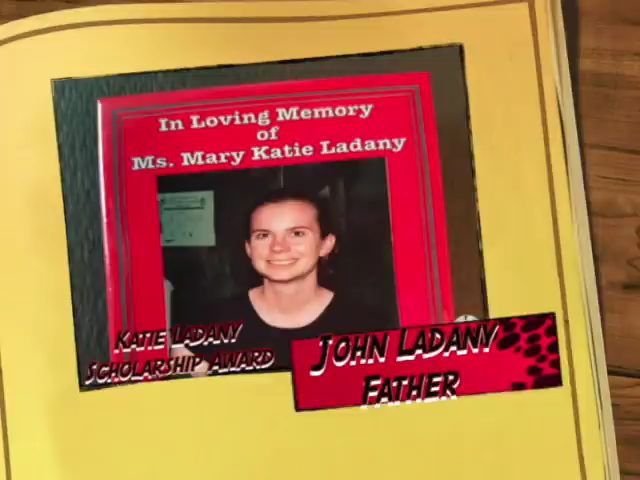 In Loving Memory
of
Ms. Mary Katie Ladany
KATIE LADANY
SCHOLARSHIP AWARD
JOHN LADANY
FATHER